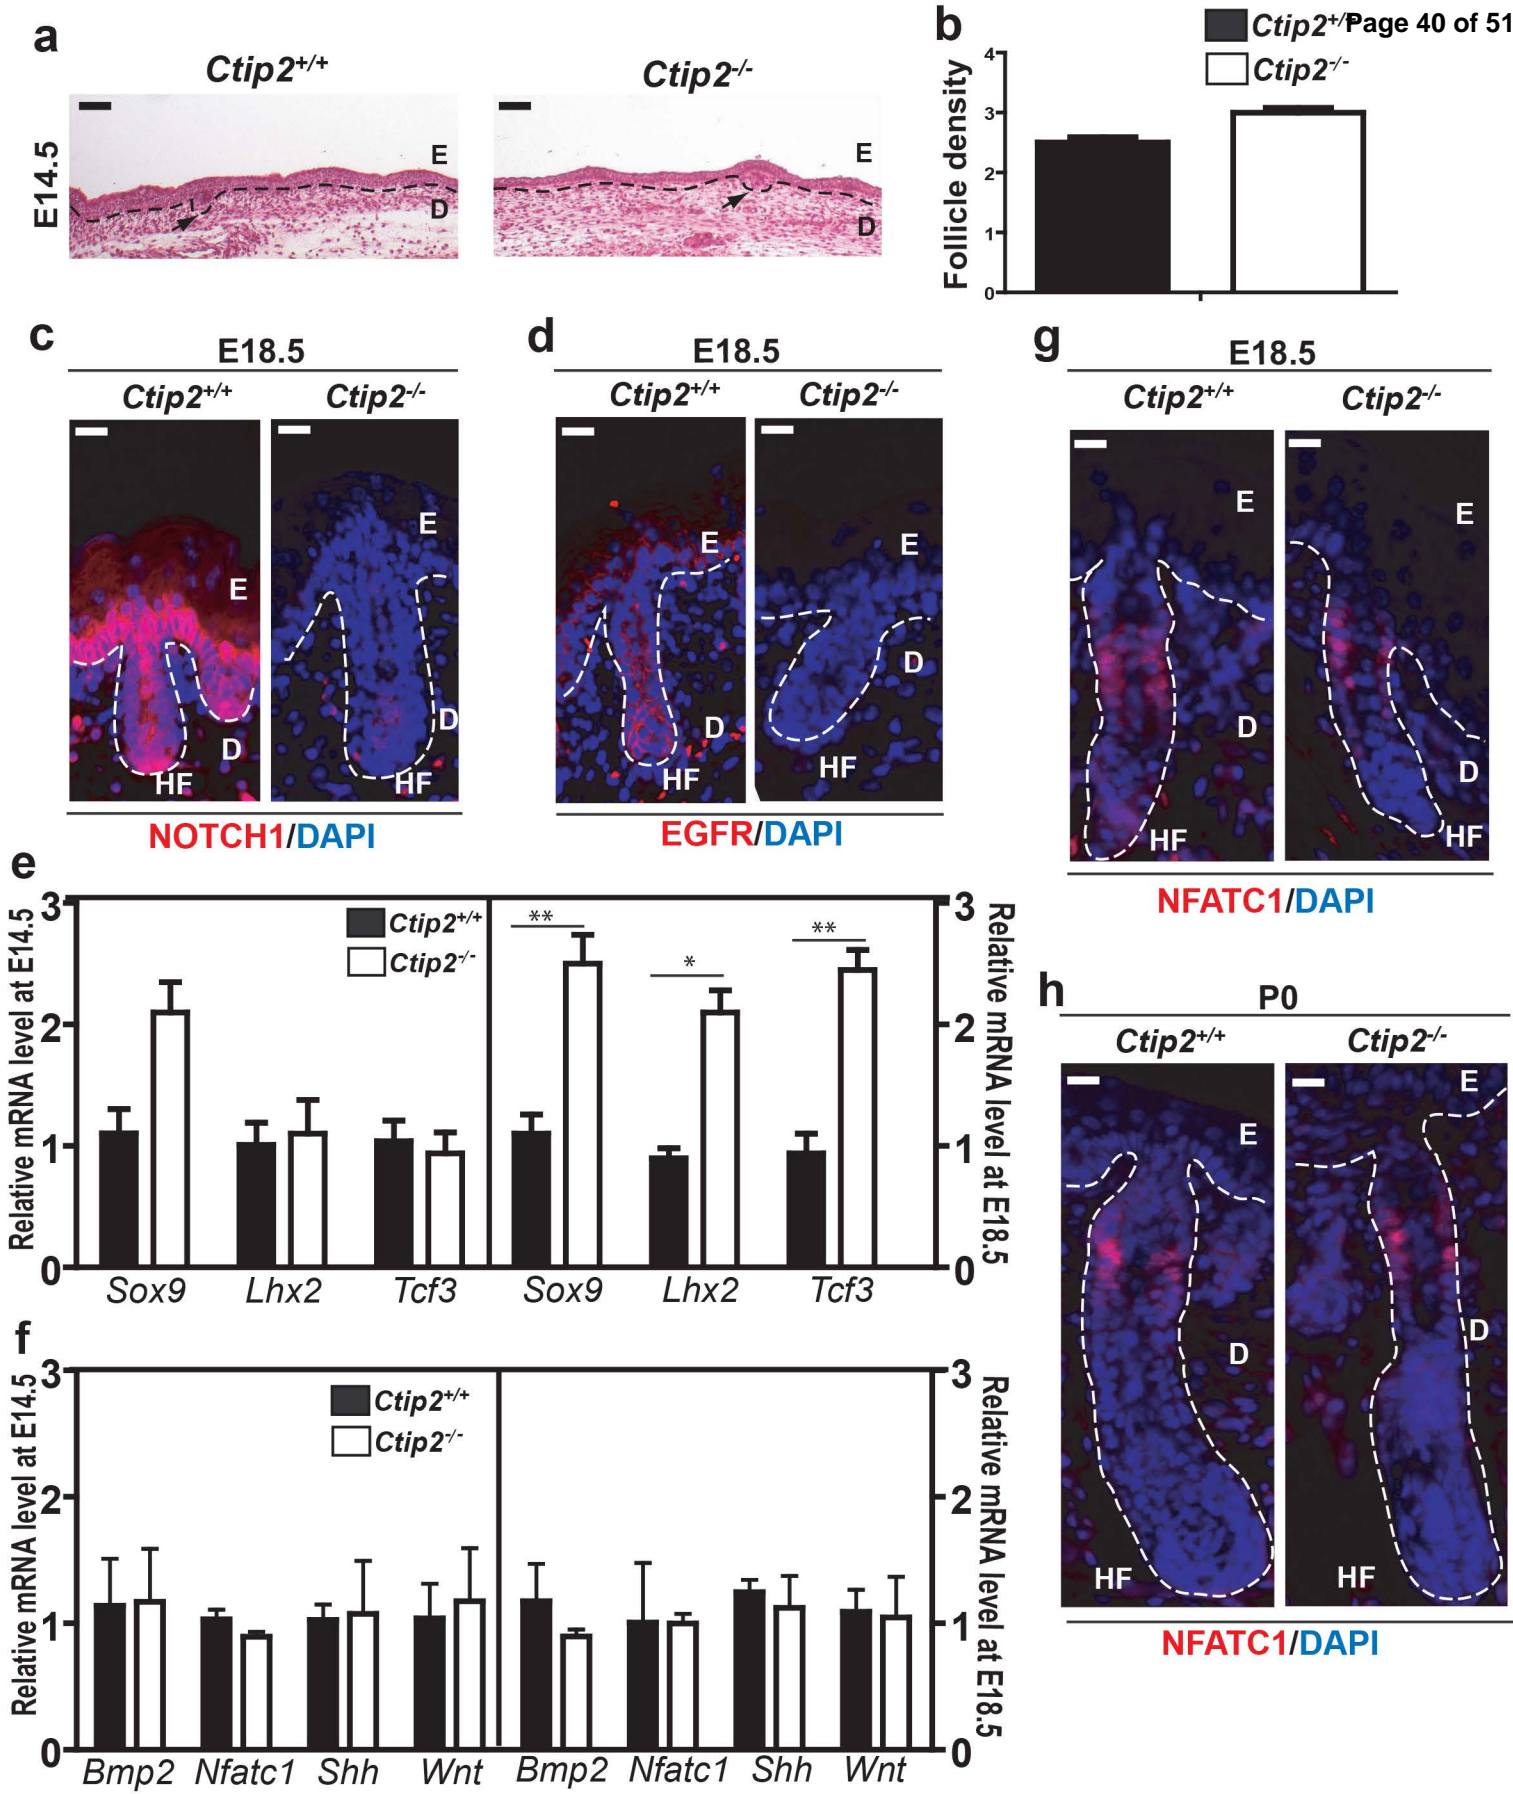 Page 40 of 51
a
Ctip2+/+
Ctip2-/-
E14.5
E
D
E
D
b
Ctip2+/+
Ctip2-/-
Follicle density
4
3
2
1
0
c
E18.5
Ctip2+/+
Ctip2-/-
E
D
HF
E
D
HF
NOTCH1/DAPI
d
E18.5
Ctip2+/+
Ctip2-/-
E
D
HF
E
D
HF
EGFR/DAPI
g
E18.5
Ctip2+/+
Ctip2-/-
E
D
HF
E
D
HF
NFATC1/DAPI
e
Relative mRNA level at E14.5
3
2
1
0
Ctip2+/+
Ctip2-/-
**
*
**
3
2
1
0
Relative mRNA level at E18.5
Sox9 Lhx2 Tcf3 Sox9 Lhx2 Tcf3
f
Relative mRNA level at E14.5
3
2
1
0
Ctip2+/+
Ctip2-/-
3
2
1
0
Relative mRNA level at E18.5
Bmp2 Nfatc1 Shh Wnt Bmp2 Nfatc1 Shh Wnt
h
P0
Ctip2+/+
Ctip2-/-
E
D
HF
E
D
HF
NFATC1/DAPI